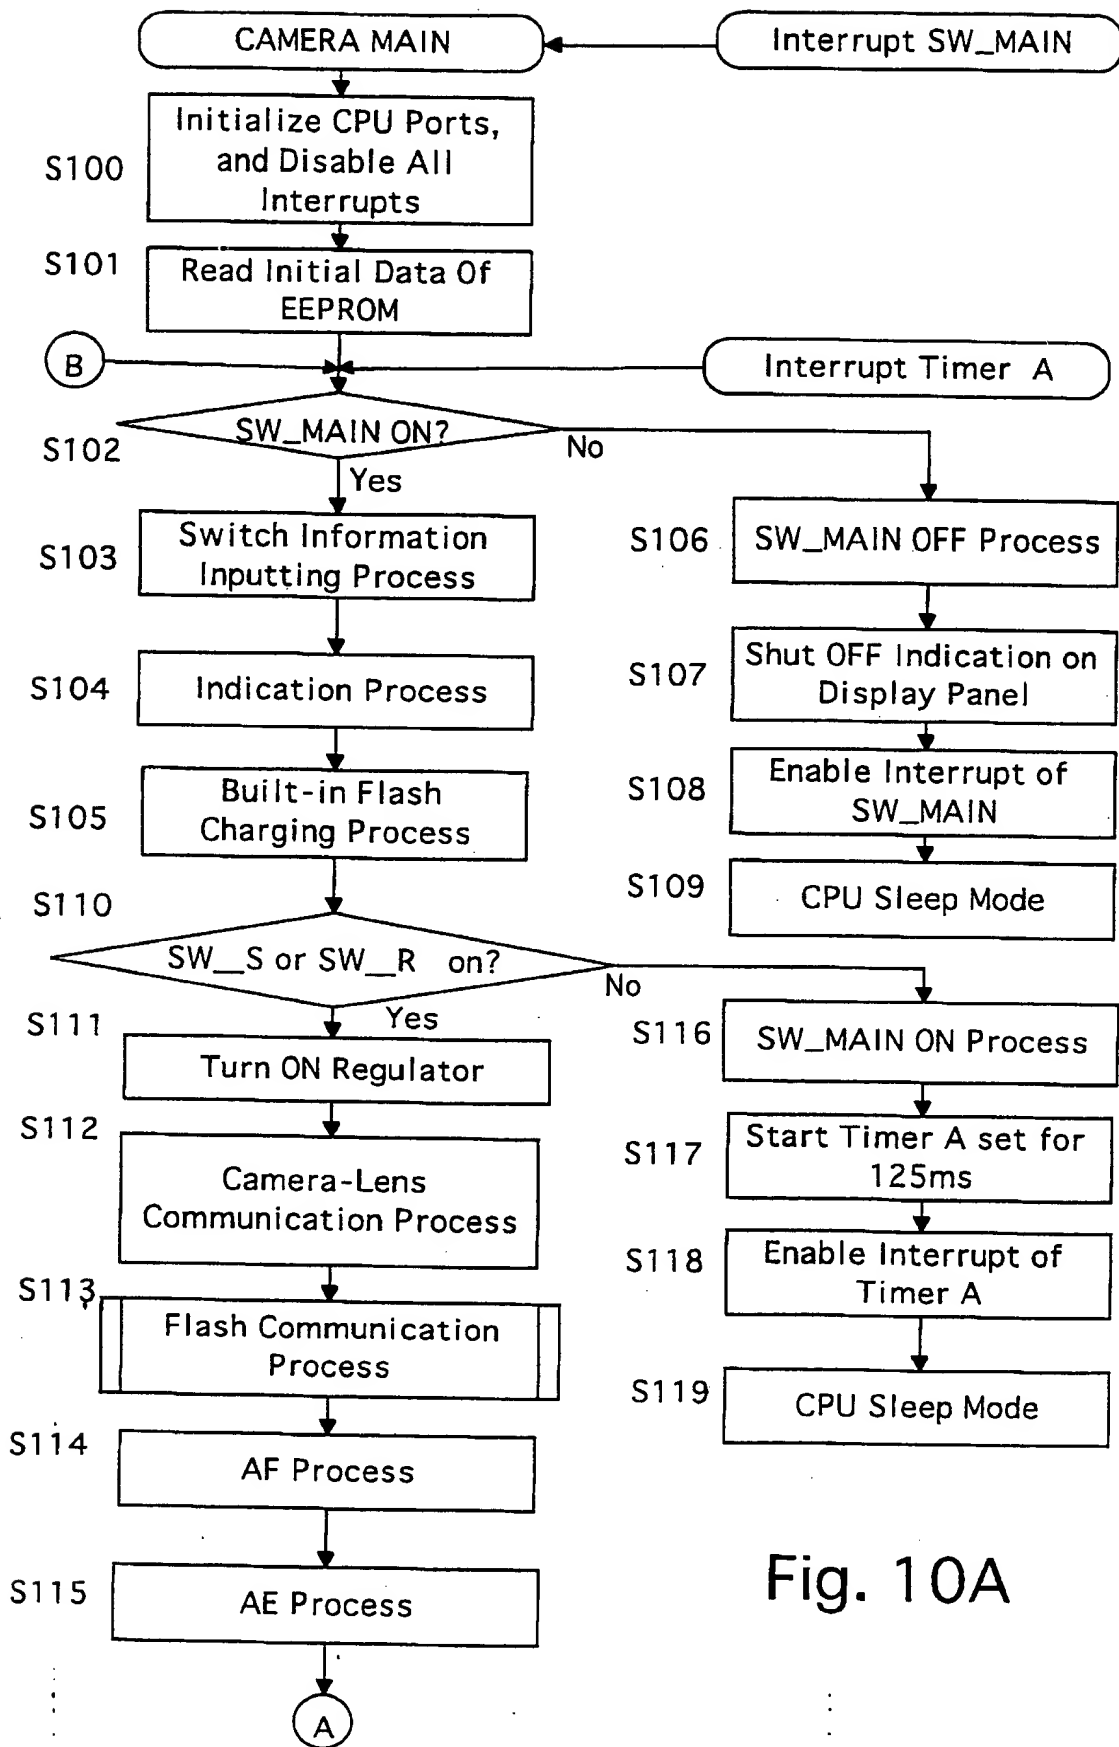 CAMERA MAIN
Interrupt SW_MAIN
S100
Initialize CPU Ports,
and Disable All
Interrupts
S101
Read Initial Data Of
EEPROM
B
Interrupt Timer A
S102
SW_MAIN ON?
No
Yes
S103
Switch Information
Inputting Process
S106
SW_MAIN OFF Process
S104
Indication Process
S107
Shut OFF Indication on
Display Panel
S105
Built-in Flash
Charging Process
S108
Enable Interrupt of
SW_MAIN
S109
CPU Sleep Mode
S110
SW__S or SW__R on?
No
Yes
S111
Turn ON Regulator
S116
SW_MAIN ON Process
S112
Camera-Lens
Communication Process
S117
Start Timer A set for
125ms
S118
Enable Interrupt of
Timer A
S113
Flash Communication
Process
S119
CPU Sleep Mode
S114
AF Process
S115
AE Process
A
Fig. 10A